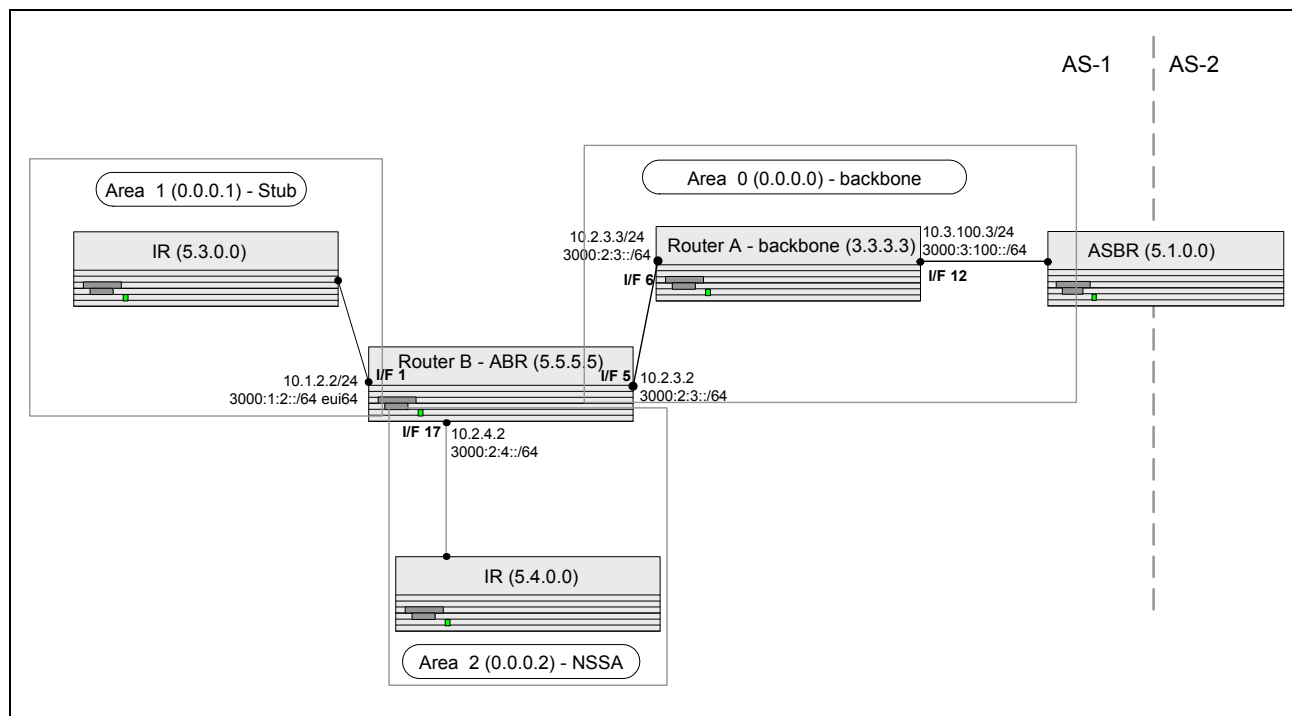 AS-1
AS-2
Area 1 (0.0.0.1) - Stub
Area 0 (0.0.0.0) - backbone
IR (5.3.0.0)
10.2.3.3/24
3000:2:3::/64
I/F 6
Router A - backbone (3.3.3.3)
10.3.100.3/24
3000:3:100::/64
I/F 12
ASBR (5.1.0.0)
Router B - ABR (5.5.5.5)
10.1.2.2/24
3000:1:2::/64 eui64
I/F 1
I/F 5
10.2.3.2
3000:2:3::/64
I/F 17
10.2.4.2
3000:2:4::/64
IR (5.4.0.0)
Area 2 (0.0.0.2) - NSSA